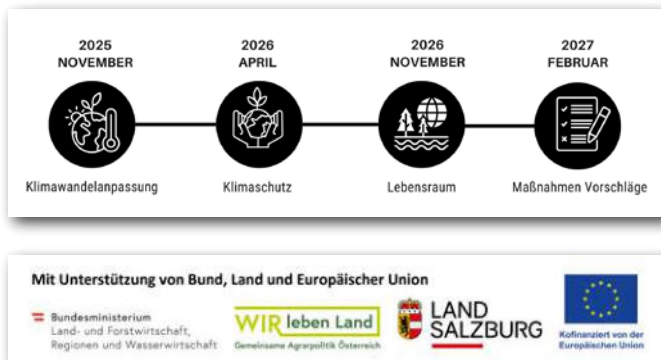 2025
NOVEMBER
2026
APRIL
2026
NOVEMBER
2027
FEBRUAR
Klimawandelanpassung
Klimaschutz
Lebensraum
Maßnahmen Vorschläge
Mit Unterstützung von Bund, Land und Europäischer Union
Bundesministerium
Land- und Forstwirtschaft,
Regionen und Wasserwirtschaft
WIR leben Land
Gemeinsame Agrarpolitik Österreich
LAND
SALZBURG
Kofinanziert von der
Europäischen Union